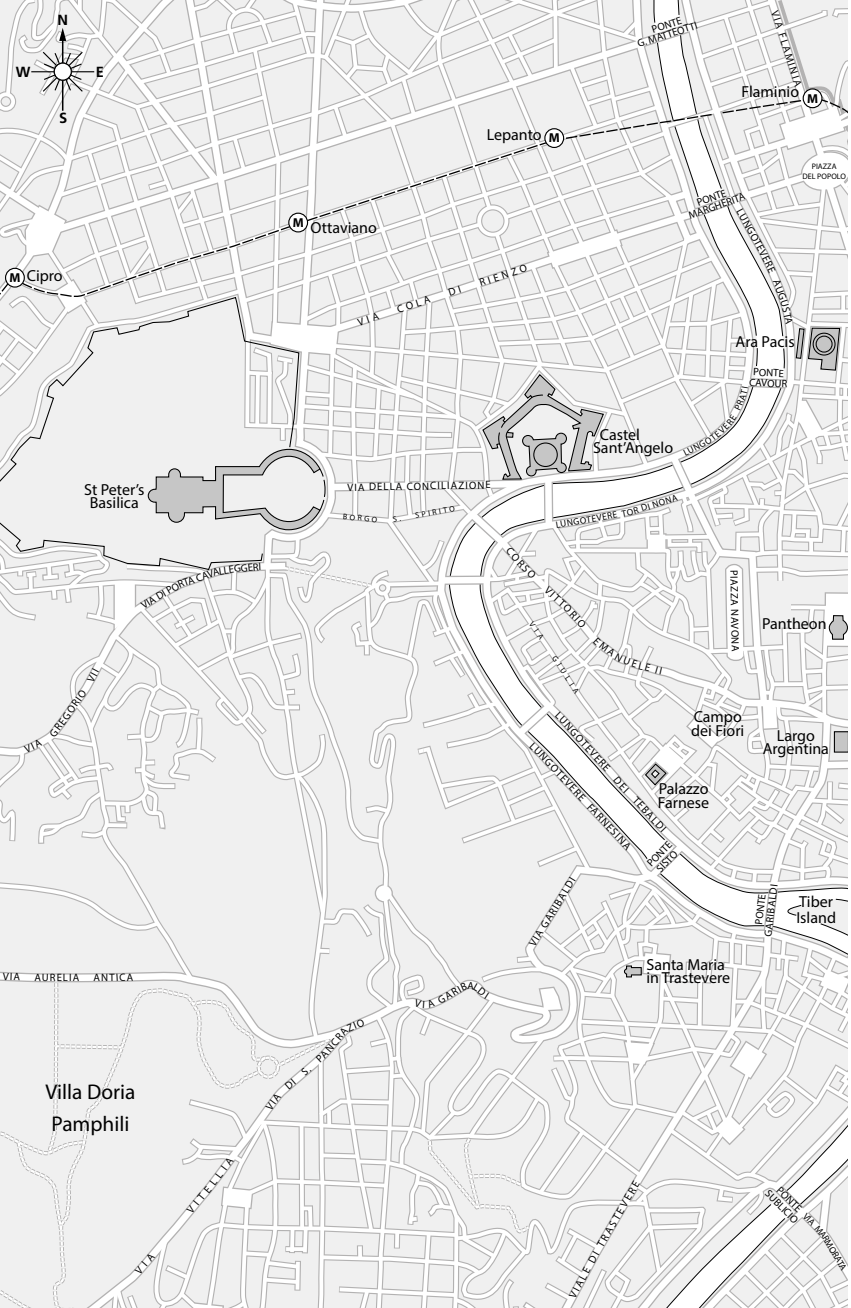 N
W
E
S
PONTE
G. MATTEOTTI
VIA FLAMINIA
Flaminio
M
Lepanto
M
PIAZZA
DEL POPOLO
PONTE
MARGHERITA
M
Ottaviano
M
Cipro
LUNGOTEVERE AUGUSTA
VIA COLA DI RIENZO
Ara Pacis
PONTE
CAVOUR
LUNGOTEVERE PRATI
Castel
Sant'Angelo
St Peter's
Basilica
VIA DELLA CONCILIAZIONE
BORGO S. SPIRITO
LUNGOTEVERE TOR DI NONA
VIA DI PORTA CAVALLEGGERI
CORSO VITTORIO EMANUELE II
PIAZZA NAVONA
Pantheon
VIA GIULIA
VIA GREGORIO VII
Campo
dei Fiori
Largo
Argentina
LUNGOTEVERE DEI TEBALDI
LUNGOTEVERE FARNESINA
Palazzo
Farnese
PONTE
SISTO
VIA GARIBALDI
PONTE
GARIBALDI
Tiber
Island
VIA AURELIA ANTICA
Santa Maria
in Trastevere
VIA GARIBALDI
VIA DI S. PANCRAZIO
Villa Doria
Pamphili
VIA VITELLIA
VIALE DI TRASTEVERE
PONTE
SUBLICIO
VIA MARMORATA